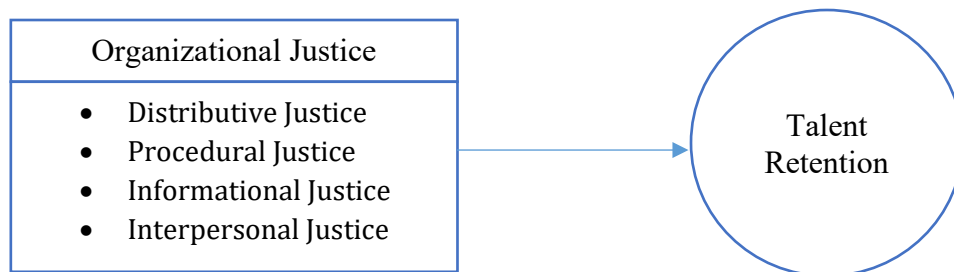 Organizational Justice
• Distributive Justice
• Procedural Justice
• Informational Justice
• Interpersonal Justice
Talent
Retention